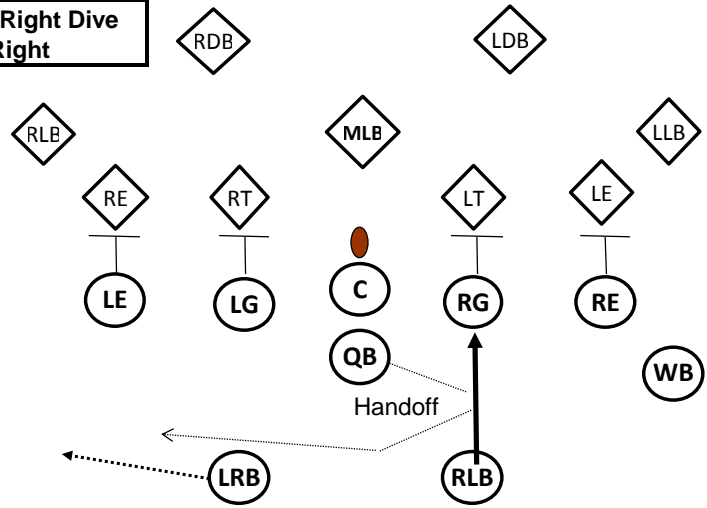 Right Dive
Right
RDB
LDB
RLB
MLB
LLB
RE
RT
LT
LE
LE
LG
C
RG
RE
QB
WB
Handoff
LRB
RLB